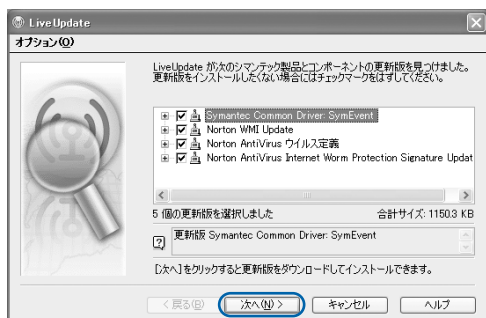 LiveUpdate
オプション(O)
LiveUpdate が次のシマンテック製品とコンポーネントの更新版を見つけました。
更新版をインストールしたくない場合にはチェックマークをはずしてください。
Symantec Common Driver: SymEvent
Norton WMI Update
Norton AntiVirus ウイルス定義
Norton AntiVirus Internet Worm Protection Signature Updat
5 個の更新版を選択しました 合計サイズ: 1150.3 KB
更新版 Symantec Common Driver: SymEvent
[次へ]をクリックすると更新版をダウンロードしてインストールできます。
< 戻る(B) 次へ(N) > キャンセル ヘルプ